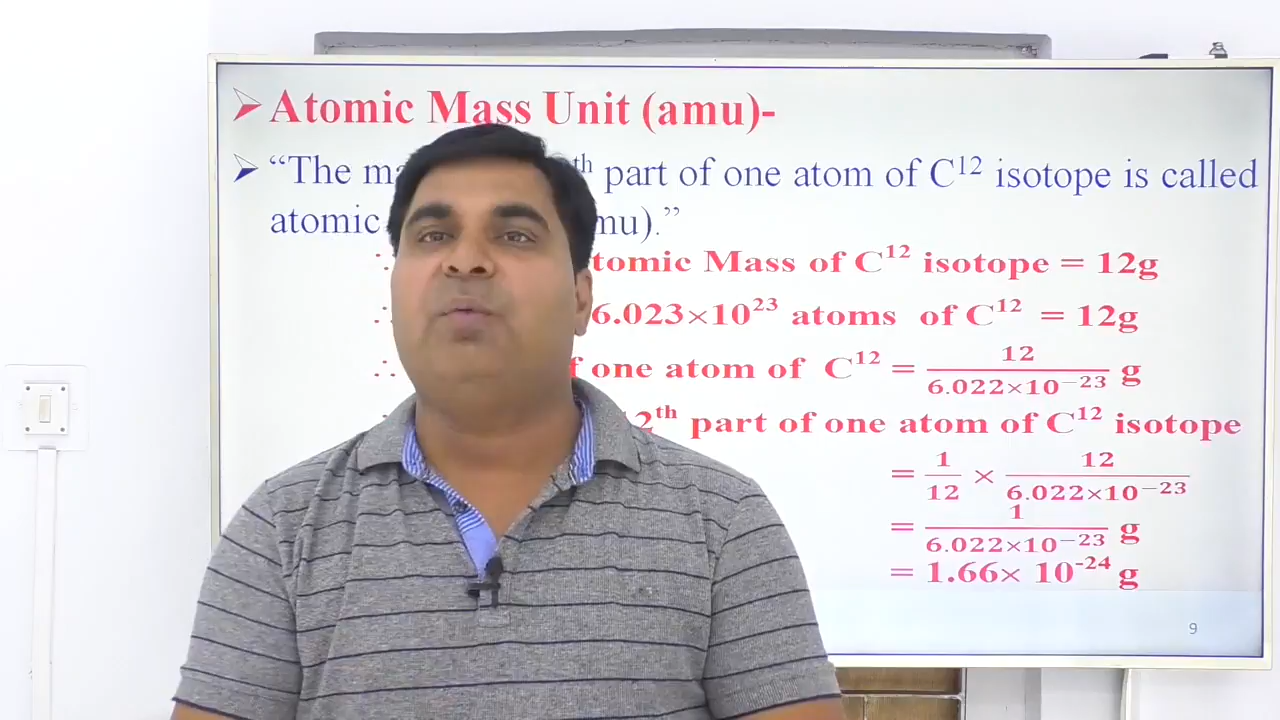 ➢Atomic Mass Unit (amu)-
➢ “The th part of one atom of C¹² isotope is called
atomic mu).”
∴ tomic Mass of C¹² isotope = 12g
∴ 6.023×10²³ atoms of C¹² = 12g
∴ f one atom of C¹² = 12/6.022×10⁻²³ g
2ᵗʰ part of one atom of C¹² isotope
= 1/12 × 12/6.022×10⁻²³
= 1/6.022×10⁻²³ g
= 1.66× 10⁻²⁴ g
9